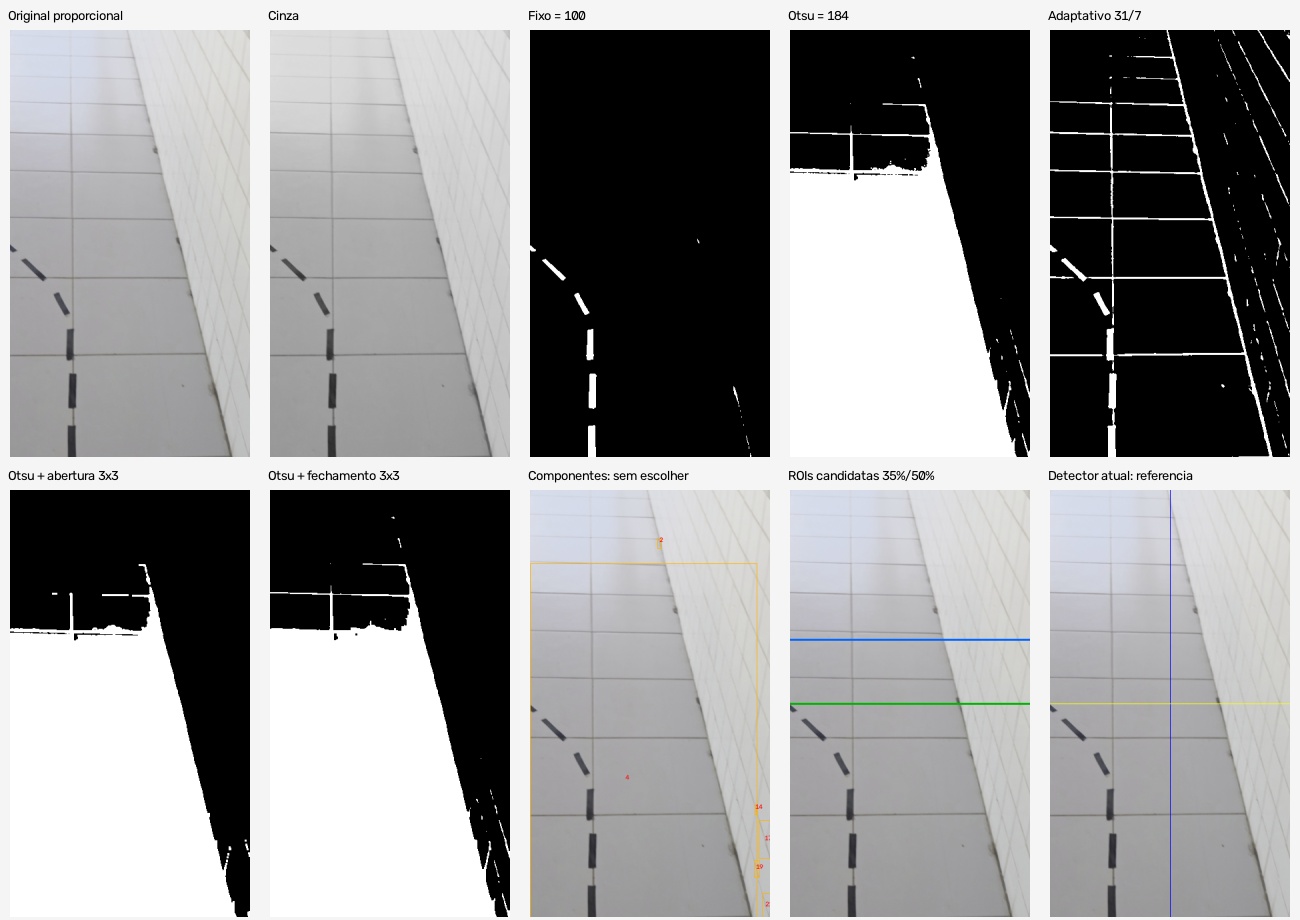 Original proporcional
Cinza
Fixo = 100
Otsu = 184
Adaptativo 31/7
Otsu + abertura 3x3
Otsu + fechamento 3x3
Componentes: sem escolher
ROIs candidatas 35%/50%
Detector atual: referencia
2
4
14
19